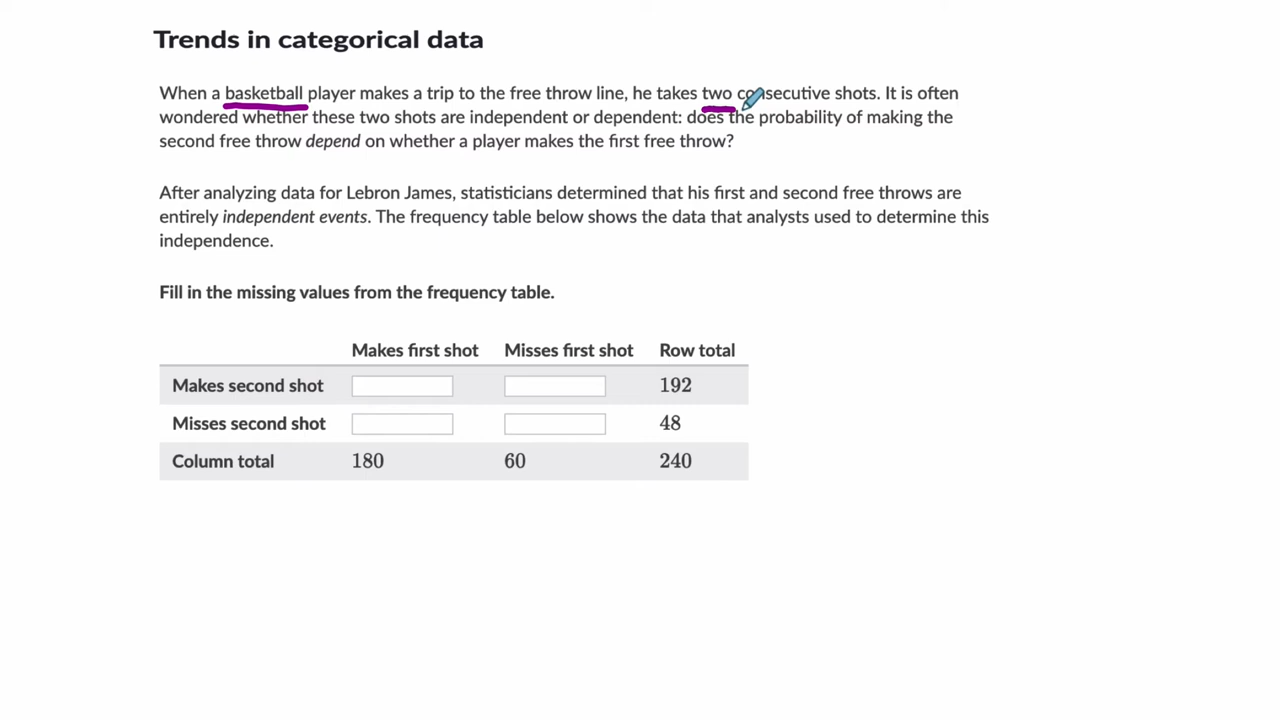 Trends in categorical data
When a basketball player makes a trip to the free throw line, he takes two consecutive shots. It is often
wondered whether these two shots are independent or dependent: does the probability of making the
second free throw depend on whether a player makes the first free throw?
After analyzing data for Lebron James, statisticians determined that his first and second free throws are
entirely independent events. The frequency table below shows the data that analysts used to determine this
independence.
Fill in the missing values from the frequency table.
Makes first shot Misses first shot Row total
Makes second shot 192
Misses second shot 48
Column total 180 60 240